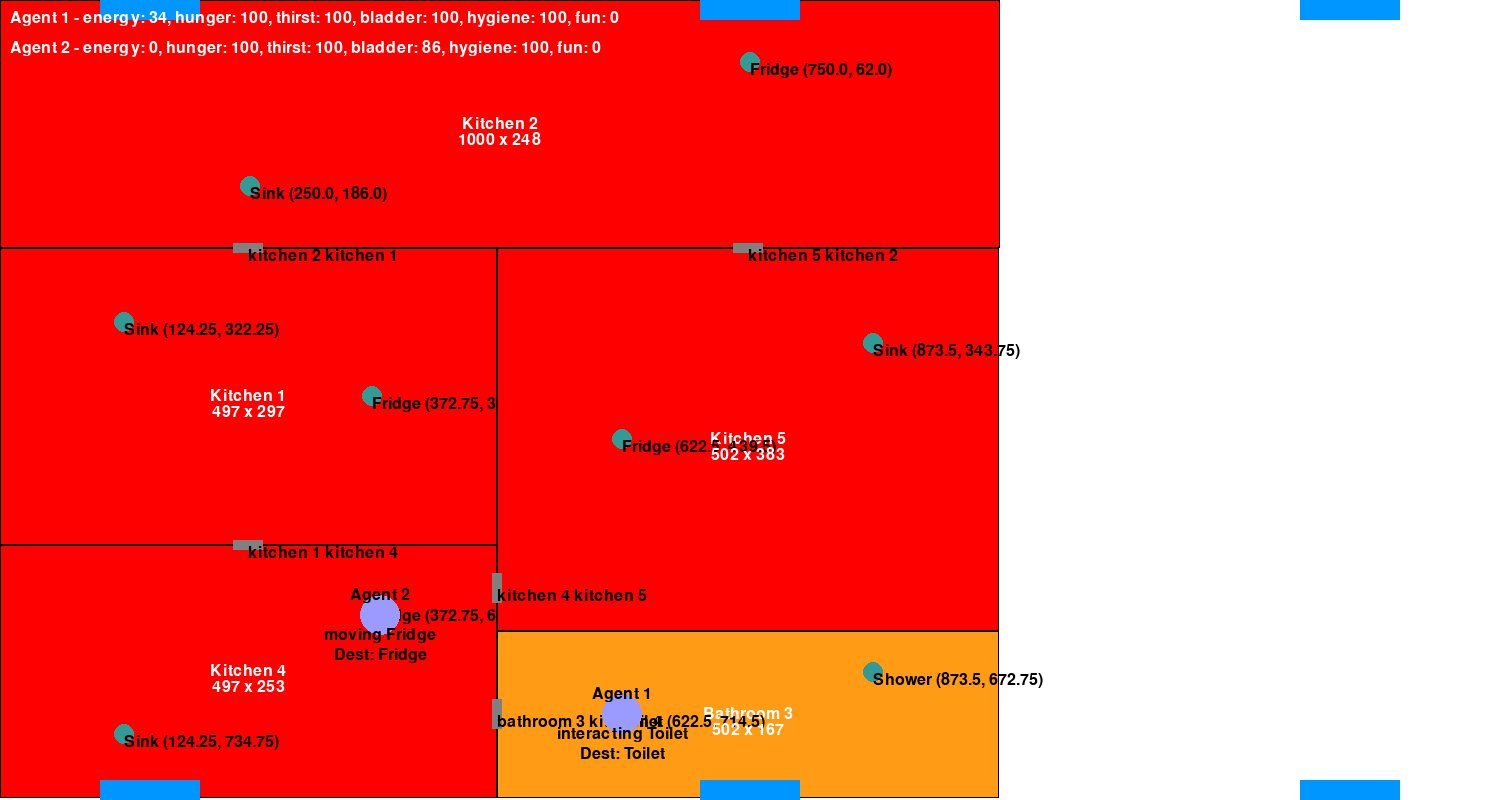 Agent 1 - energy: 34, hunger: 100, thirst: 100, bladder: 100, hygiene: 100, fun: 0
Agent 2 - energy: 0, hunger: 100, thirst: 100, bladder: 86, hygiene: 100, fun: 0
Fridge (750.0, 62.0)
Kitchen 2
1000 x 248
Sink (250.0, 186.0)
kitchen 2 kitchen 1
kitchen 5 kitchen 2
Sink (124.25, 322.25)
Sink (873.5, 343.75)
Kitchen 1
497 x 297
Fridge (372.75, 3
Kitchen 5
Fridge (622.5, 439.5)
502 x 383
kitchen 1 kitchen 4
Agent 2
kitchen 4 kitchen 5
ge (372.75, 6
moving Fridge
Dest: Fridge
Kitchen 4
497 x 253
Shower (873.5, 672.75)
Agent 1
Bathroom 3
bathroom 3 (622.5, 714.5)
502 x 167
interacting Toilet
Dest: Toilet
Sink (124.25, 734.75)